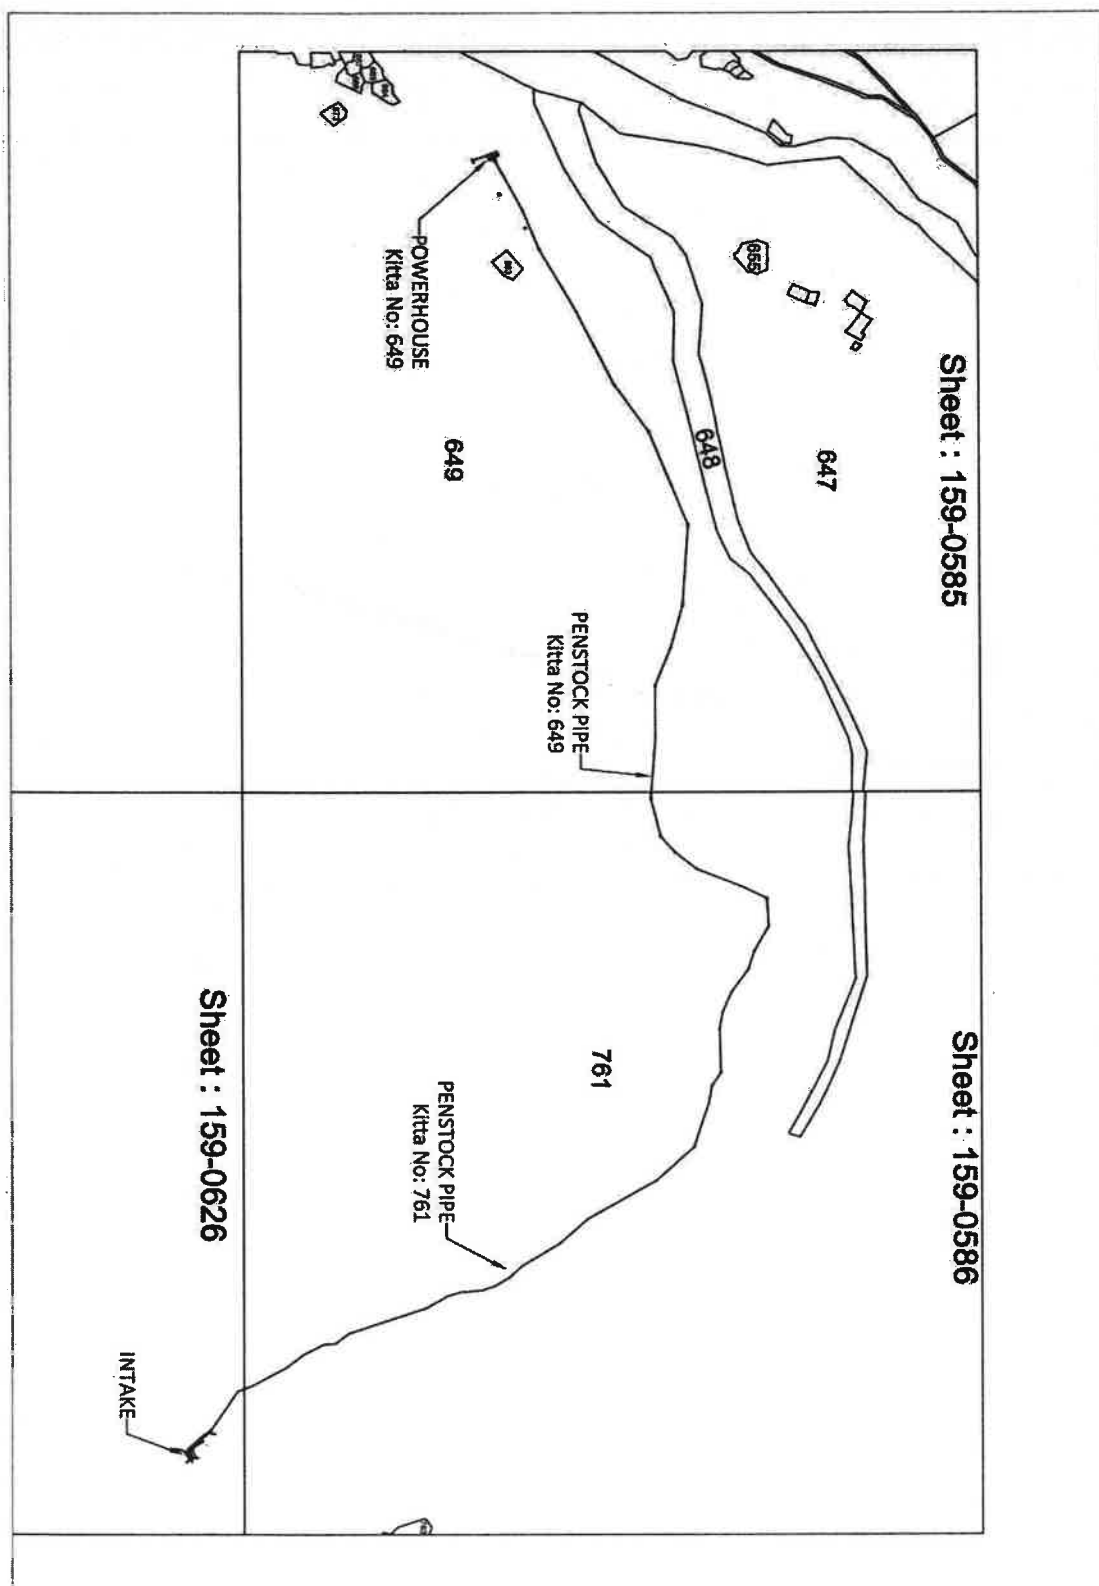 Sheet : 159-0585
Sheet : 159-0586
655
647
648
649
POWERHOUSE
Kitta No: 649
PENSTOCK PIPE
Kitta No: 649
761
PENSTOCK PIPE
Kitta No: 761
Sheet : 159-0626
INTAKE